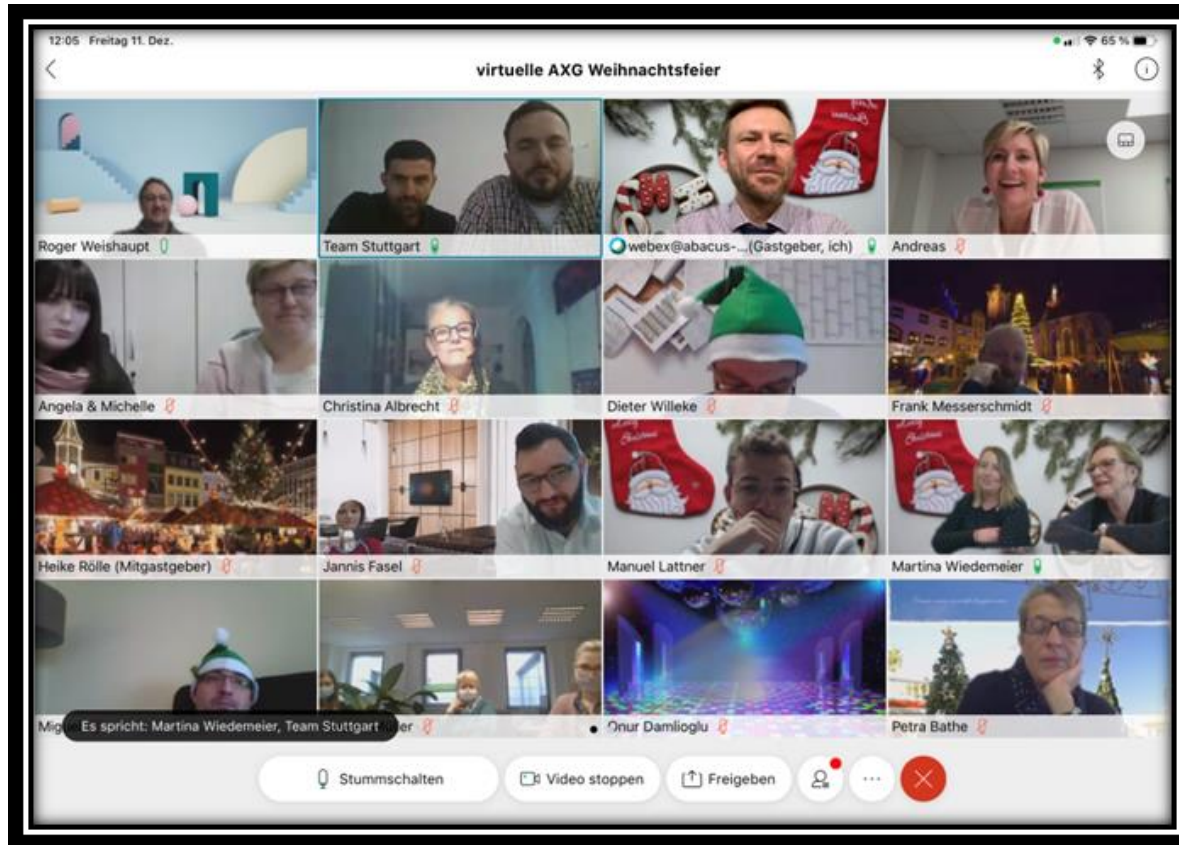 12:05 Freitag 11. Dez.
65 %
virtuelle AXG Weihnachtsfeier
Roger Weishaupt
Team Stuttgart
webex@abacus-...(Gastgeber, ich)
Andreas
Angela & Michelle
Christina Albrecht
Dieter Willeke
Frank Messerschmidt
Heike Rölle (Mitgastgeber)
Jannis Fasel
Manuel Lattner
Martina Wiedemeier
Es spricht: Martina Wiedemeier, Team Stuttgart
Onur Damlioglu
Petra Bathe
Stummschalten
Video stoppen
Freigeben